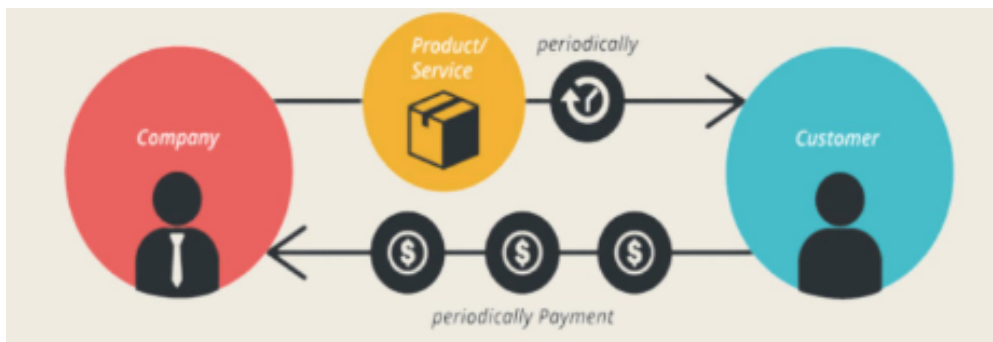 Product/
Service
periodically
Company
Customer
$ $ $
periodically Payment